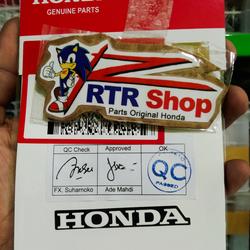 HONDA
GENUINE PARTS
RTR Shop
Parts Original Honda
QC Check Approved OK
FX. Suharnoko Ade Mahdi
QC
PASSED
HONDA